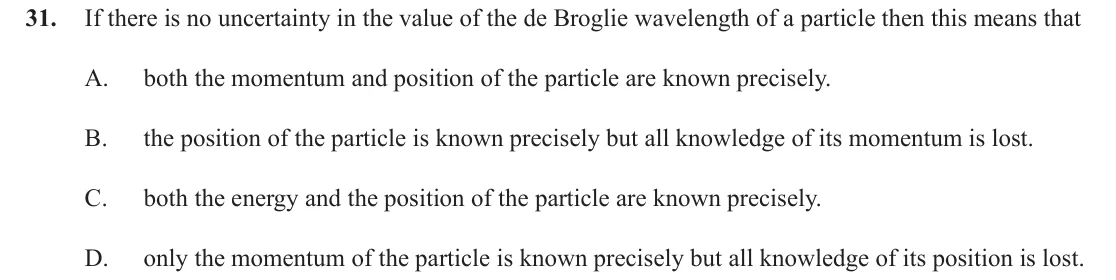 31. If there is no uncertainty in the value of the de Broglie wavelength of a particle then this means that
A. both the momentum and position of the particle are known precisely.
B. the position of the particle is known precisely but all knowledge of its momentum is lost.
C. both the energy and the position of the particle are known precisely.
D. only the momentum of the particle is known precisely but all knowledge of its position is lost.